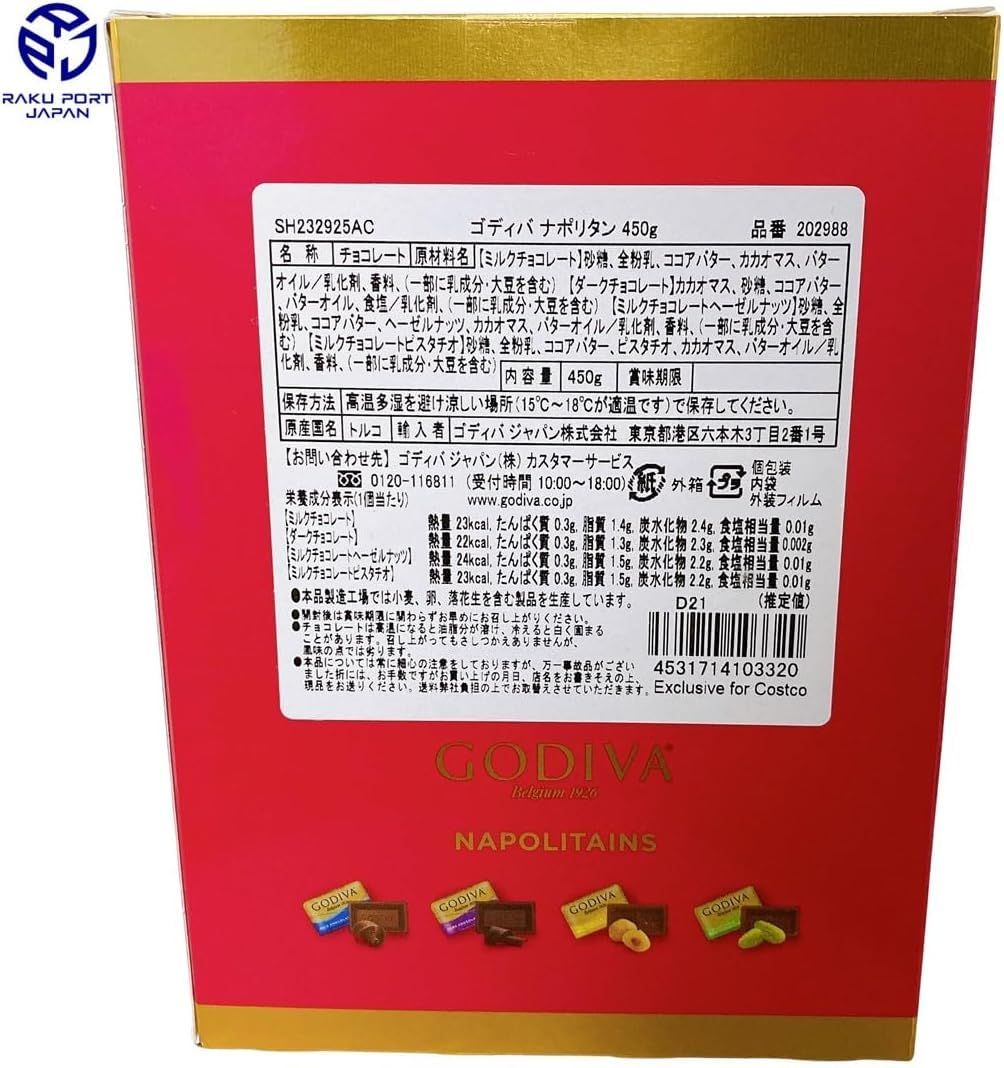 RAKU PORT
JAPAN
SH232925AC ゴディバ ナポリタン 450g 品番 202988
名 称 チョコレート 原材料名 【ミルクチョコレート】砂糖、全粉乳、ココアバター、カカオマス、バター
オイル/乳化剤、香料、(一部に乳成分・大豆を含む) 【ダークチョコレート】カカオマス、砂糖、ココアバター
、バターオイル、食塩/乳化剤、(一部に乳成分・大豆を含む) 【ミルクチョコレートヘーゼルナッツ】砂糖、全
粉乳、ココアバター、ヘーゼルナッツ、カカオマス、バターオイル/乳化剤、香料、(一部に乳成分・大豆を含
む) 【ミルクチョコレートピスタチオ】砂糖、全粉乳、ココアバター、ピスタチオ、カカオマス、バターオイル/乳
化剤、香料、(一部に乳成分・大豆を含む) 内容量 450g 賞味期限
保存方法 高温多湿を避け涼しい場所(15℃~18℃が適温です)で保存してください。
原産国名 トルコ 輸入者 ゴディバ ジャパン株式会社 東京都港区六本木3丁目2番1号
【お問い合わせ先】 ゴディバ ジャパン(株) カスタマーサービス
0120-116811 (受付時間 10:00~18:00)
紙 外箱 プラ 個包装
内袋
外装フィルム
栄養成分表示(1個当たり) www.godiva.co.jp
【ミルクチョコレート】 熱量 23kcal, たんぱく質 0.3g, 脂質 1.4g, 炭水化物 2.4g, 食塩相当量 0.01g
【ダークチョコレート】 熱量 22kcal, たんぱく質 0.3g, 脂質 1.3g, 炭水化物 2.3g, 食塩相当量 0.002g
【ミルクチョコレートヘーゼルナッツ】 熱量 24kcal, たんぱく質 0.3g, 脂質 1.5g, 炭水化物 2.2g, 食塩相当量 0.01g
【ミルクチョコレートピスタチオ】 熱量 23kcal, たんぱく質 0.3g, 脂質 1.5g, 炭水化物 2.2g, 食塩相当量 0.01g
●本品製造工場では小麦、卵、落花生を含む製品を生産しています。 D21 (推定値)
●開封後は賞味期限に関わらずお早めにお召し上がりください。
●チョコレートは高温になると油脂分が溶け、冷えると白く固まる
ことがあります。召し上がってもさしつかえありませんが、
風味の点では劣ります。
●本品については常に細心の注意をしておりますが、万一事故品がござい
ました折には、お手数ですがお買い上げの月日、店名をお書きそえの上、
現品をお送りください。送料弊社負担の上でお取替えさせていただきます。
4531714103320
Exclusive for Costco
GODIVA®
Belgium 1926
NAPOLITAINS
GODIVA
GODIVA
GODIVA
GODIVA